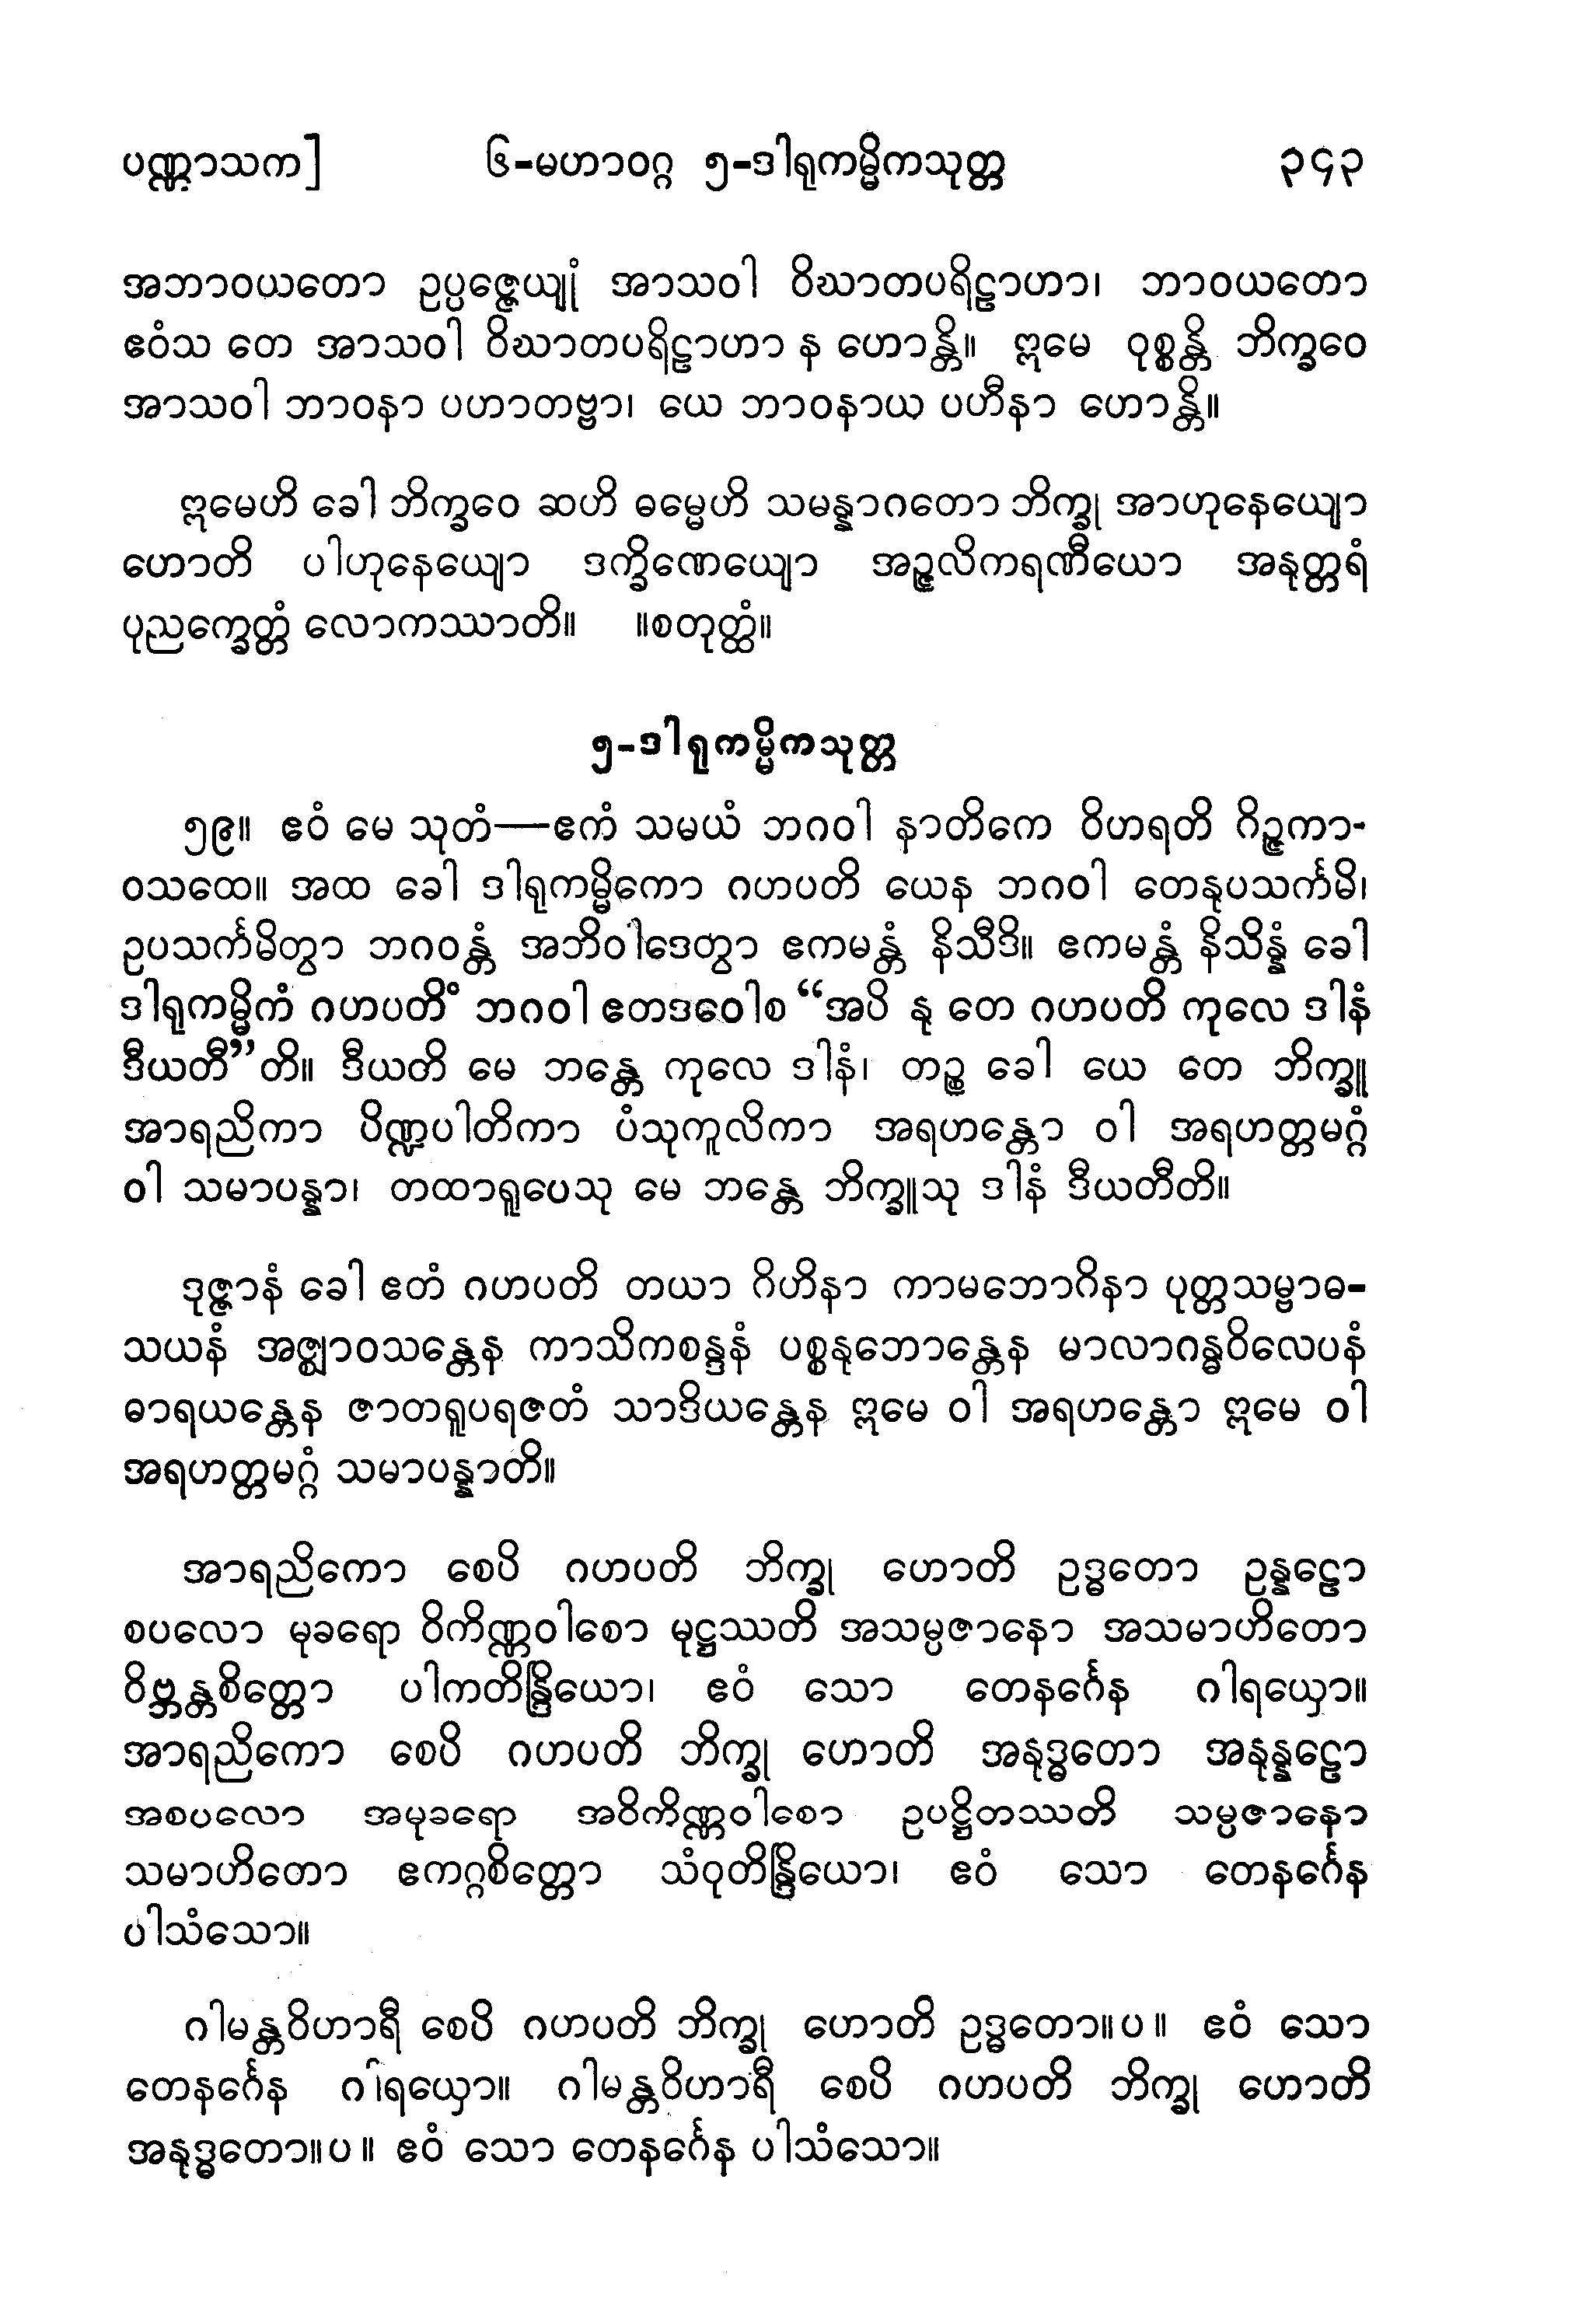 ပဏ္ဏာသက] ၆-မဟာဝဂ္ဂ ၅-ဒါရုကမ္မိကသုတ္တ ၃၄၃
အဘာဝယတော ဥပ္ပဇ္ဇေယျုံ အာသဝါ ဝိဃာတပရိဠာဟာ၊ ဘာဝယတော
ဧဝံသ တေ အာသဝါ ဝိဃာတပရိဠာဟာ န ဟောန္တိ။ ဣမေ ဝုစ္စန္တိ ဘိက္ခဝေ
အာသဝါ ဘာဝနာ ပဟာတဗ္ဗာ၊ ယေ ဘာဝနာယ ပဟီနာ ဟောန္တိ။
ဣမေဟိ ခေါ ဘိက္ခဝေ ဆဟိ ဓမ္မေဟိ သမန္နာဂတော ဘိက္ခု အာဟုနေယျော
ဟောတိ ပါဟုနေယျော ဒက္ခိဏေယျော အဉ္ဇလိကရဏီယော အနုတ္တရံ
ပုညက္ခေတ္တံ လောကဿာတိ။ ။စတုတ္ထံ။
၅-ဒါရုကမ္မိကသုတ္တ
၅၉။ ဧဝံ မေ သုတံ—ဧကံ သမယံ ဘဂဝါ နာတိကေ ဝိဟရတိ ဂိဉ္ဇကာ-
ဝသထေ။ အထ ခေါ ဒါရုကမ္မိကော ဂဟပတိ ယေန ဘဂဝါ တေနုပသင်္ကမိ၊
ဥပသင်္ကမိတွာ ဘဂဝန္တံ အဘိဝါဒေတွာ ဧကမန္တံ နိသီဒိ။ ဧကမန္တံ နိသိန္နံ ခေါ
ဒါရုကမ္မိကံ ဂဟပတိံ ဘဂဝါ ဧတဒဝေါစ “အပိ နု တေ ဂဟပတိ ကုလေ ဒါနံ
ဒီယတီ”တိ။ ဒီယတိ မေ ဘန္တေ ကုလေ ဒါနံ၊ တဉ္စ ခေါ ယေ တေ ဘိက္ခူ
အာရညိကာ ပိဏ္ဍပါတိကာ ပံသုကူလိကာ အရဟန္တော ဝါ အရဟတ္တမဂ္ဂံ
ဝါ သမာပန္နာ၊ တထာရူပေသု မေ ဘန္တေ ဘိက္ခူသု ဒါနံ ဒီယတီတိ။
ဒုဇ္ဇာနံ ခေါ ဧတံ ဂဟပတိ တယာ ဂိဟိနာ ကာမဘောဂိနာ ပုတ္တသမ္ဗာဓ-
သယနံ အဇ္ဈာဝသန္တေန ကာသိကစန္ဒနံ ပစ္စနုဘောန္တေန မာလာဂန္ဓဝိလေပနံ
ဓာရယန္တေန ဇာတရူပရဇတံ သာဒိယန္တေန ဣမေ ဝါ အရဟန္တော ဣမေ ဝါ
အရဟတ္တမဂ္ဂံ သမာပန္နာတိ။
အာရညိကော စေပိ ဂဟပတိ ဘိက္ခု ဟောတိ ဥဒ္ဓတော ဥန္နဠော
စပလော မုခရော ဝိကိဏ္ဏဝါစော မုဋ္ဌဿတိ အသမ္ပဇာနော အသမာဟိတော
ဝိဗ္ဘန္တစိတ္တော ပါကတိန္ဒြိယော၊ ဧဝံ သော တေနင်္ဂေန ဂါရယှော။
အာရညိကော စေပိ ဂဟပတိ ဘိက္ခု ဟောတိ အနုဒ္ဓတော အနုန္နဠော
အစပလော အမုခရော အဝိကိဏ္ဏဝါစော ဥပဋ္ဌိတဿတိ သမ္ပဇာနော
သမာဟိတော ဧကဂ္ဂစိတ္တော သံဝုတိန္ဒြိယော၊ ဧဝံ သော တေနင်္ဂေန
ပါသံသော။
ဂါမန္တဝိဟာရီ စေပိ ဂဟပတိ ဘိက္ခု ဟောတိ ဥဒ္ဓတော။ပ။ ဧဝံ သော
တေနင်္ဂေန ဂါရယှော။ ဂါမန္တဝိဟာရီ စေပိ ဂဟပတိ ဘိက္ခု ဟောတိ
အနုဒ္ဓတော။ပ။ ဧဝံ သော တေနင်္ဂေန ပါသံသော။